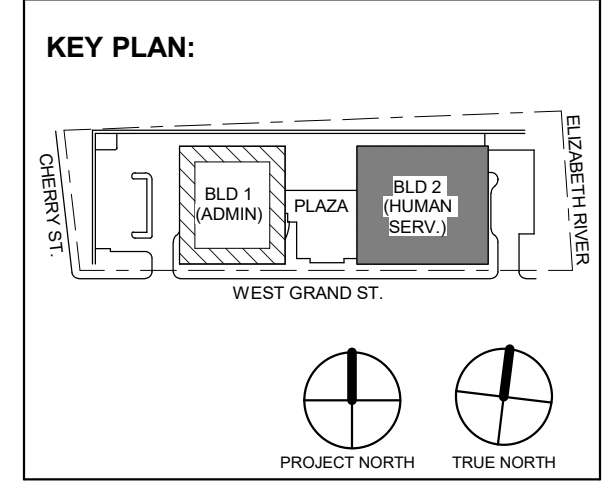 KEY PLAN:
CHERRY ST.
BLD 1
(ADMIN)
PLAZA
BLD 2
(HUMAN
SERV.)
ELIZABETH RIVER
WEST GRAND ST.
PROJECT NORTH
TRUE NORTH